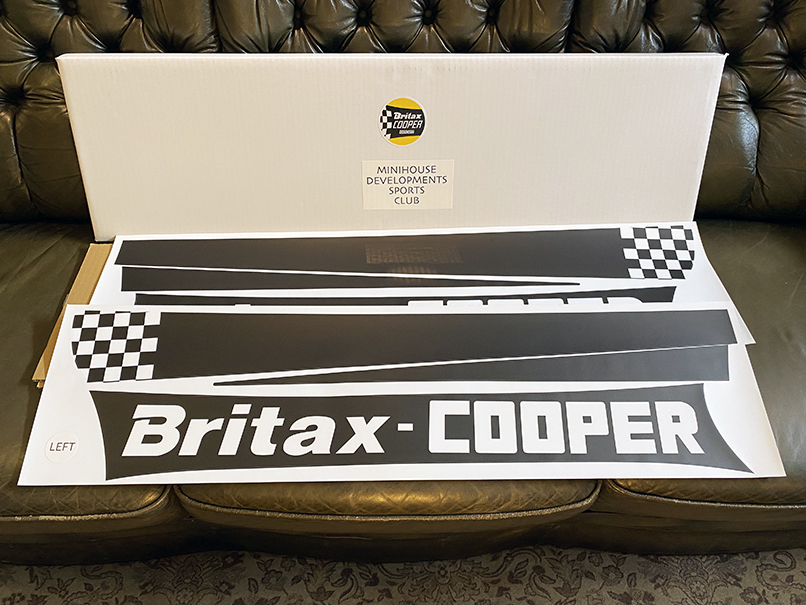 Britax
COOPER
MINIHOUSE
DEVELOPMENTS
SPORTS
CLUB
LEFT
Britax-COOPER